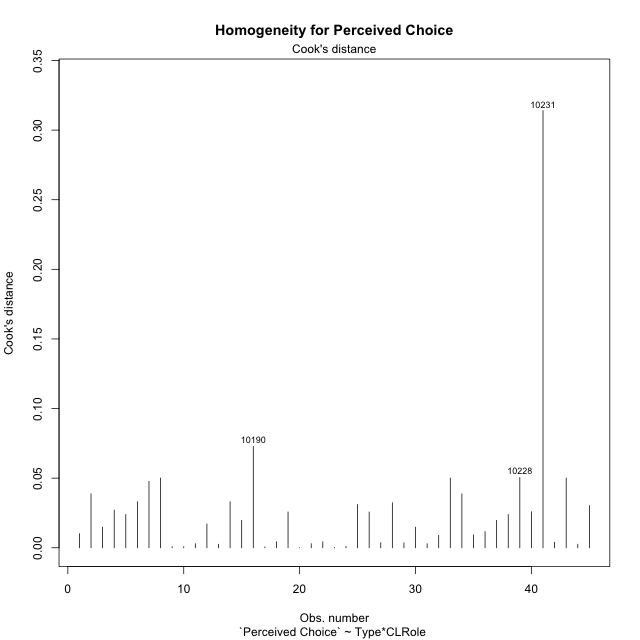 Homogeneity for Perceived Choice
Cook's distance
0.35
0.30
0.25
0.20
0.15
0.10
0.05
0.00
Cook's distance
10231
10190
10228
0 10 20 30 40
Obs. number
`Perceived Choice` ~ Type*CLRole